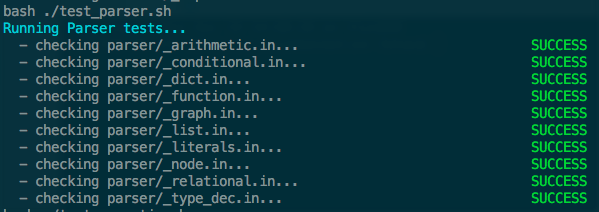 bash ./test_parser.sh
Running Parser tests...
- checking parser/_arithmetic.in... SUCCESS
- checking parser/_conditional.in... SUCCESS
- checking parser/_dict.in... SUCCESS
- checking parser/_function.in... SUCCESS
- checking parser/_graph.in... SUCCESS
- checking parser/_list.in... SUCCESS
- checking parser/_literals.in... SUCCESS
- checking parser/_node.in... SUCCESS
- checking parser/_relational.in... SUCCESS
- checking parser/_type_dec.in... SUCCESS